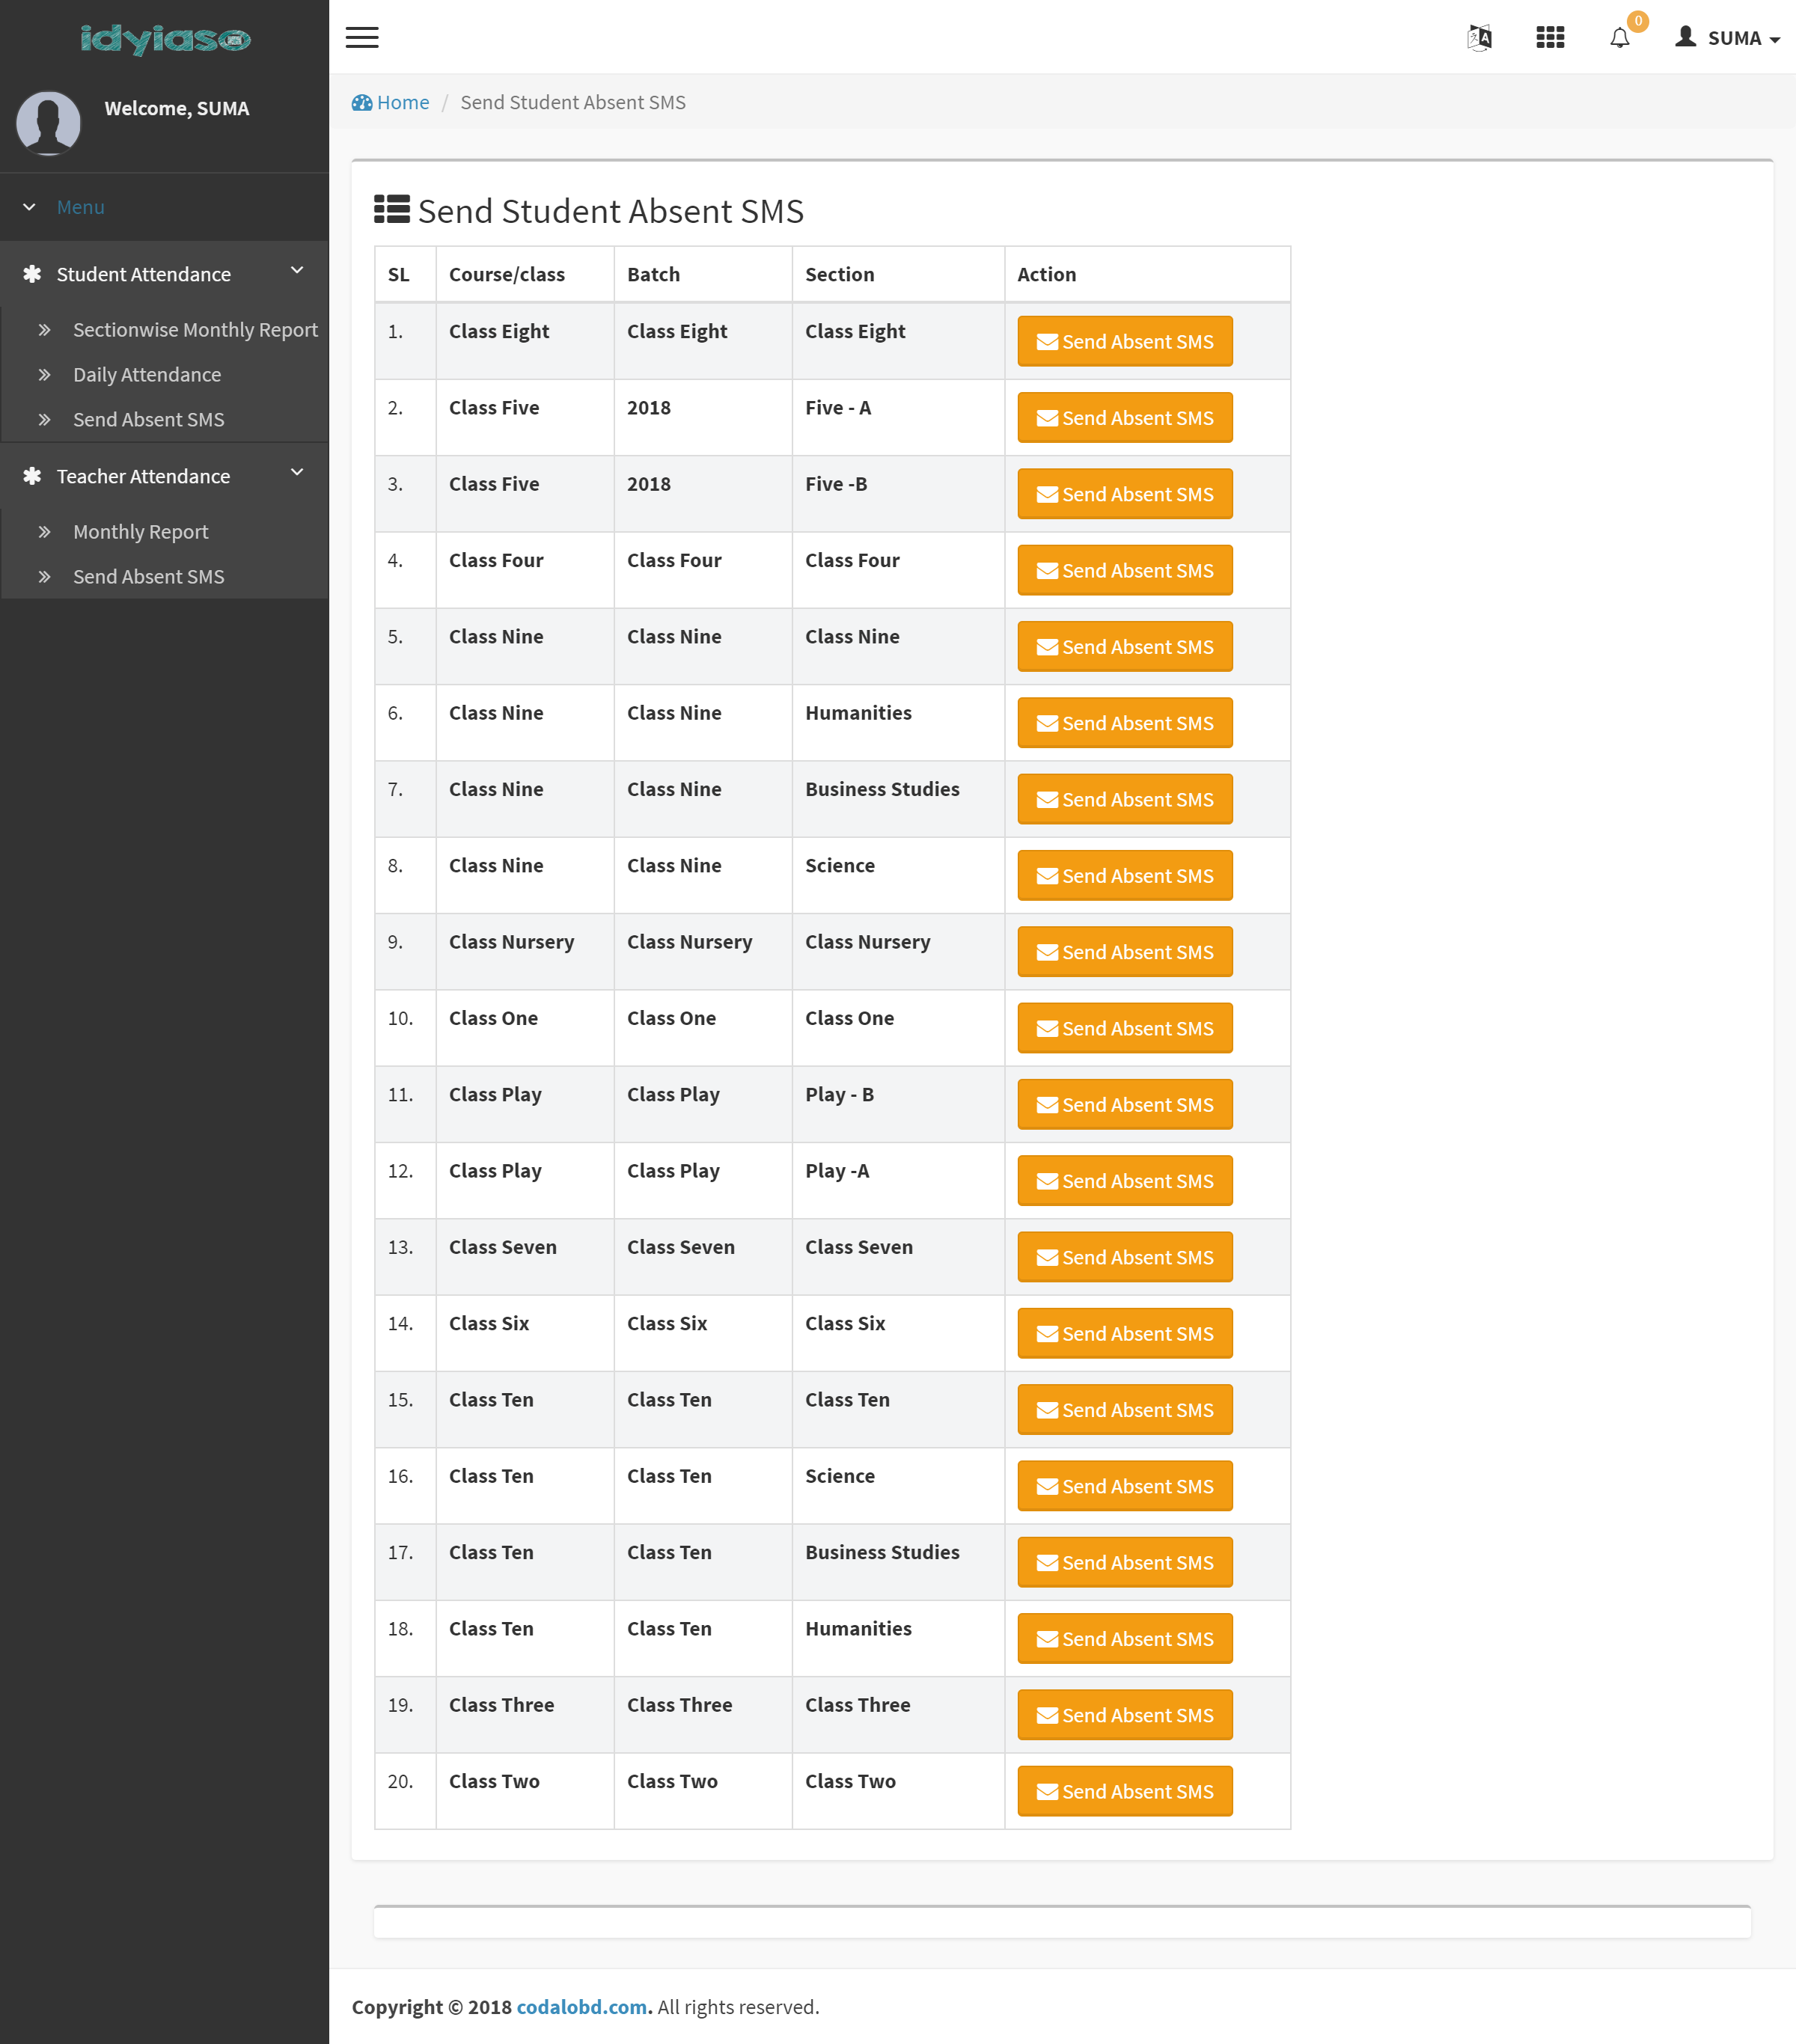 idyiaso
0
SUMA
Welcome, SUMA
Home / Send Student Absent SMS
Menu
Student Attendance
Sectionwise Monthly Report
Daily Attendance
Send Absent SMS
Teacher Attendance
Monthly Report
Send Absent SMS
Send Student Absent SMS
SL Course/class Batch Section Action
1. Class Eight Class Eight Class Eight Send Absent SMS
2. Class Five 2018 Five - A Send Absent SMS
3. Class Five 2018 Five -B Send Absent SMS
4. Class Four Class Four Class Four Send Absent SMS
5. Class Nine Class Nine Class Nine Send Absent SMS
6. Class Nine Class Nine Humanities Send Absent SMS
7. Class Nine Class Nine Business Studies Send Absent SMS
8. Class Nine Class Nine Science Send Absent SMS
9. Class Nursery Class Nursery Class Nursery Send Absent SMS
10. Class One Class One Class One Send Absent SMS
11. Class Play Class Play Play - B Send Absent SMS
12. Class Play Class Play Play -A Send Absent SMS
13. Class Seven Class Seven Class Seven Send Absent SMS
14. Class Six Class Six Class Six Send Absent SMS
15. Class Ten Class Ten Class Ten Send Absent SMS
16. Class Ten Class Ten Science Send Absent SMS
17. Class Ten Class Ten Business Studies Send Absent SMS
18. Class Ten Class Ten Humanities Send Absent SMS
19. Class Three Class Three Class Three Send Absent SMS
20. Class Two Class Two Class Two Send Absent SMS
Copyright © 2018 codalobd.com. All rights reserved.